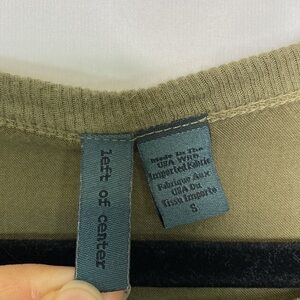 left of center
Made In The
USA With
Imported Fabric
Fabrique Aux
USA Du
Tissu Importe
S